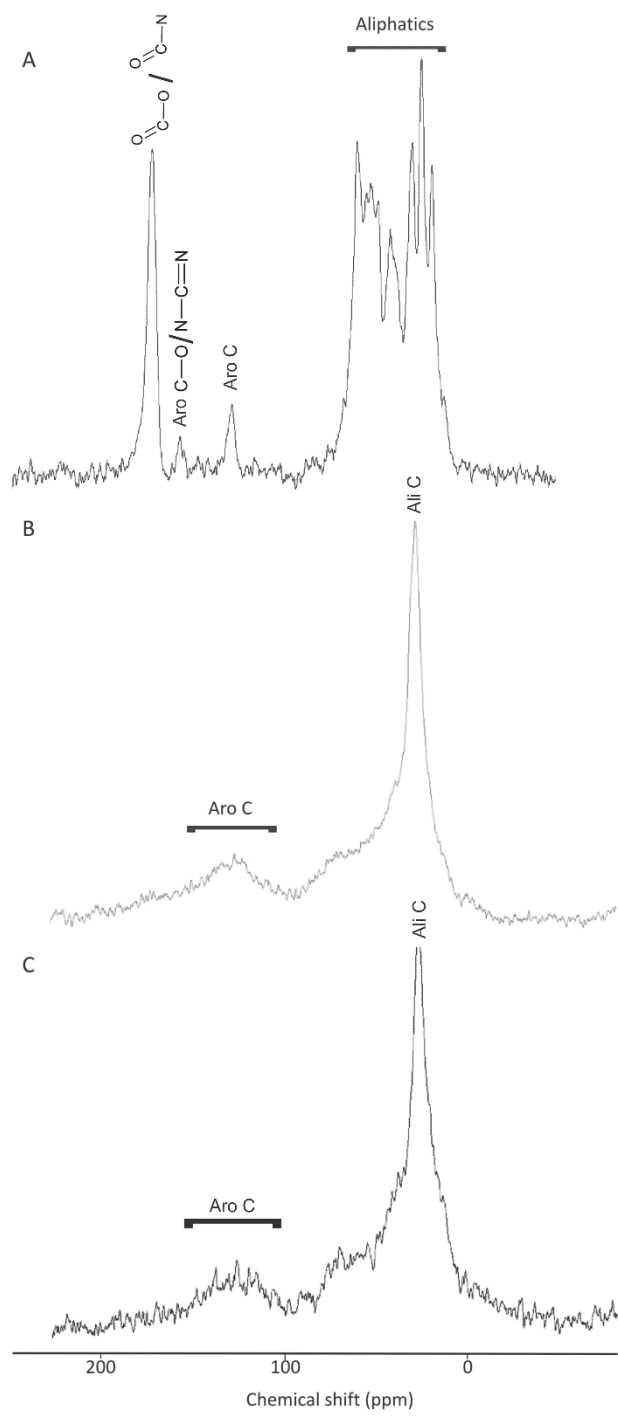 A
O=C—O / O=C—N
Aliphatics
Aro C—O/N—C=N
Aro C
B
Ali C
Aro C
C
Ali C
Aro C
200 100 0
Chemical shift (ppm)